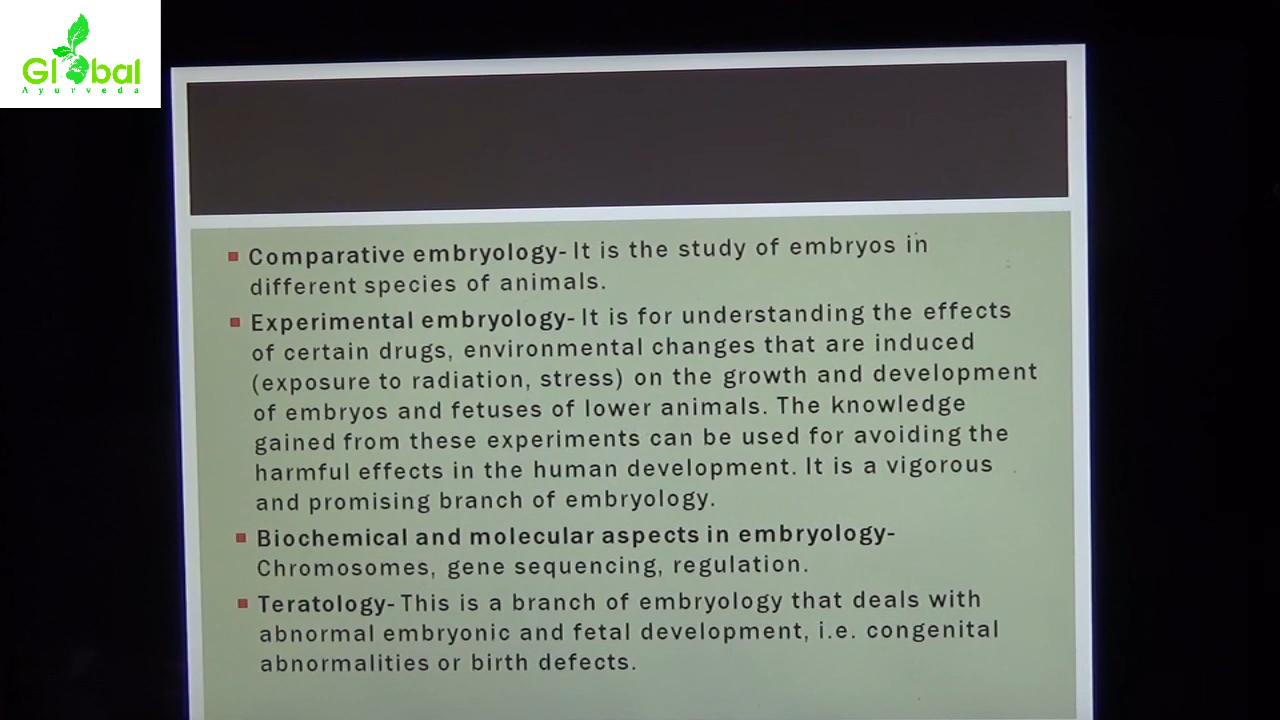 Global
Ayurveda
Comparative embryology- It is the study of embryos in
different species of animals.
Experimental embryology- It is for understanding the effects
of certain drugs, environmental changes that are induced
(exposure to radiation, stress) on the growth and development
of embryos and fetuses of lower animals. The knowledge
gained from these experiments can be used for avoiding the
harmful effects in the human development. It is a vigorous
and promising branch of embryology.
Biochemical and molecular aspects in embryology-
Chromosomes, gene sequencing, regulation.
Teratology- This is a branch of embryology that deals with
abnormal embryonic and fetal development, i.e. congenital
abnormalities or birth defects.